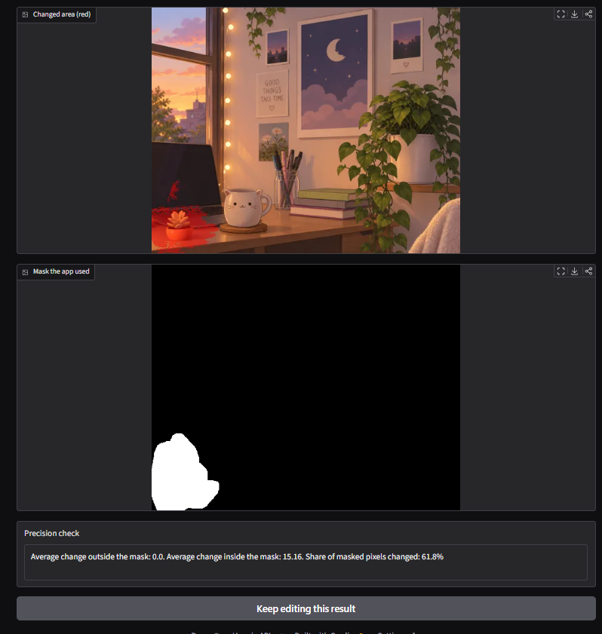 Changed area (red)
GOOD
THINGS
TAKE TIME
Mask the app used
Precision check
Average change outside the mask: 0.0. Average change inside the mask: 15.16. Share of masked pixels changed: 61.8%
Keep editing this result